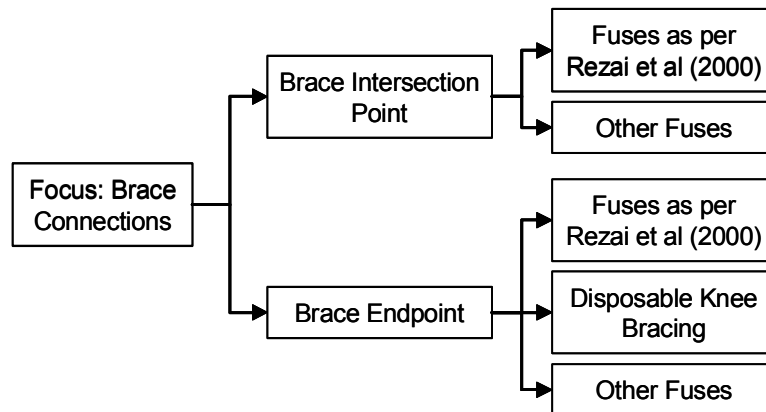 Focus: Brace
Connections
Brace Intersection
Point
Fuses as per
Rezai et al (2000)
Other Fuses
Brace Endpoint
Fuses as per
Rezai et al (2000)
Disposable Knee
Bracing
Other Fuses